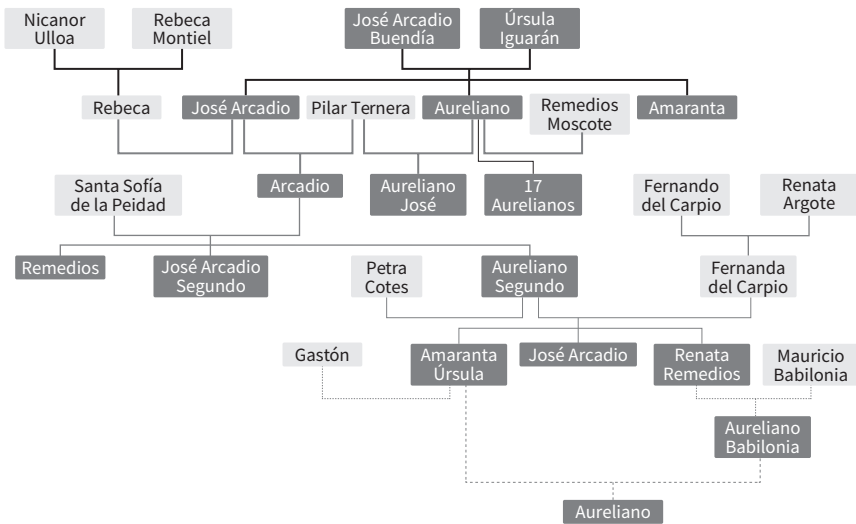 Nicanor
Ulloa
Rebeca
Montiel
José Arcadio
Buendía
Úrsula
Iguarán
Rebeca
José Arcadio
Pilar Ternera
Aureliano
Remedios
Moscote
Amaranta
Santa Sofía
de la Peidad
Arcadio
Aureliano
José
17
Aurelianos
Fernando
del Carpio
Renata
Argote
Remedios
José Arcadio
Segundo
Petra
Cotes
Aureliano
Segundo
Fernanda
del Carpio
Gastón
Amaranta
Úrsula
José Arcadio
Renata
Remedios
Mauricio
Babilonia
Aureliano
Babilonia
Aureliano